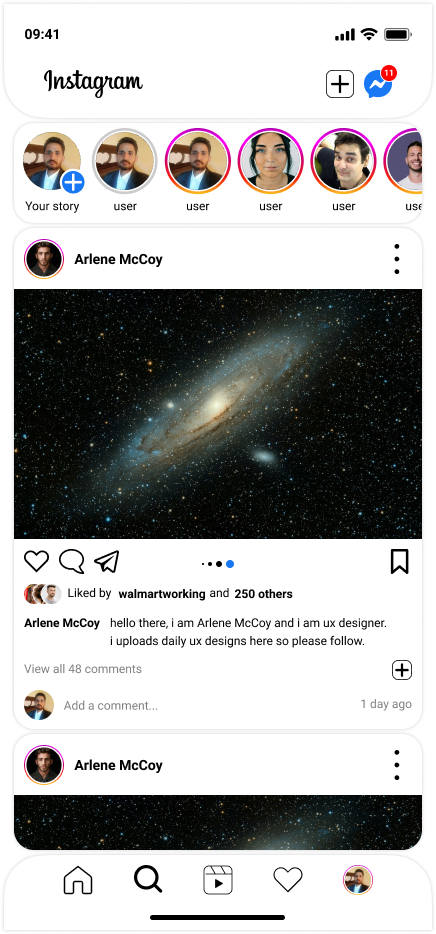 09:41
Instagram
11
Your story
user
user
user
user
use
Arlene McCoy
Liked by walmartworking and 250 others
Arlene McCoy hello there, i am Arlene McCoy and i am ux designer.
i uploads daily ux designs here so please follow.
View all 48 comments
Add a comment...
1 day ago
Arlene McCoy